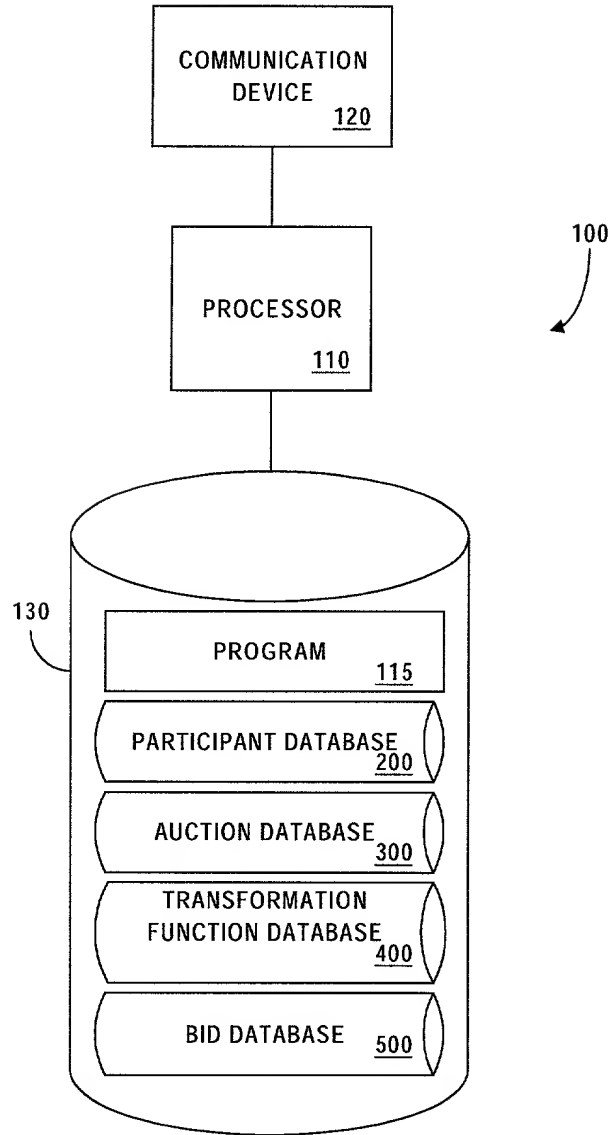 COMMUNICATION
DEVICE
120
100
PROCESSOR
110
130
PROGRAM
115
PARTICIPANT DATABASE
200
AUCTION DATABASE
300
TRANSFORMATION
FUNCTION DATABASE
400
BID DATABASE
500